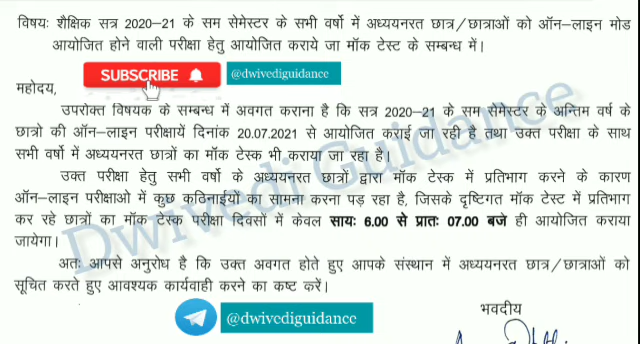 विषयः शैक्षिक सत्र 2020–21 के सम सेमेस्टर के सभी वर्षो में अध्ययनरत छात्र/छात्राओं को ऑन–लाइन मोड
आयोजित होने वाली परीक्षा हेतु आयोजित कराये जा मॉक टेस्ट के सम्बन्ध में।
SUBSCRIBE
@dwivediguidance
महोदय,
उपरोक्त विषयक के सम्बन्ध में अवगत कराना है कि सत्र 2020–21 के सम सेमेस्टर के अन्तिम वर्ष के
छात्रो की ऑन–लाइन परीक्षायें दिनांक 20.07.2021 से आयोजित कराई जा रही है तथा उक्त परीक्षा के साथ
सभी वर्षो में अध्ययनरत छात्रों का मॉक टेस्क भी कराया जा रहा है।
उक्त परीक्षा हेतु सभी वर्षो के अध्ययनरत छात्रों द्वारा मॉक टेस्क में प्रतिभाग करने के कारण
ऑन–लाइन परीक्षाओ में कुछ कठिनाईयों का सामना करना पड़ रहा है, जिसके दृष्टिगत मॉक टेस्ट में प्रतिभाग
कर रहे छात्रों का मॉक टेस्क परीक्षा दिवसों में केवल सायः 6.00 से प्रातः 07.00 बजे ही आयोजित कराया
जायेगा।
अतः आपसे अनुरोध है कि उक्त अवगत होते हुए आपके संस्थान में अध्ययनरत छात्र/छात्राओं को
सूचित करते हुए आवश्यक कार्यवाही करने का कष्ट करें।
भवदीय
@dwivediguidance
Dwivedi Guidance